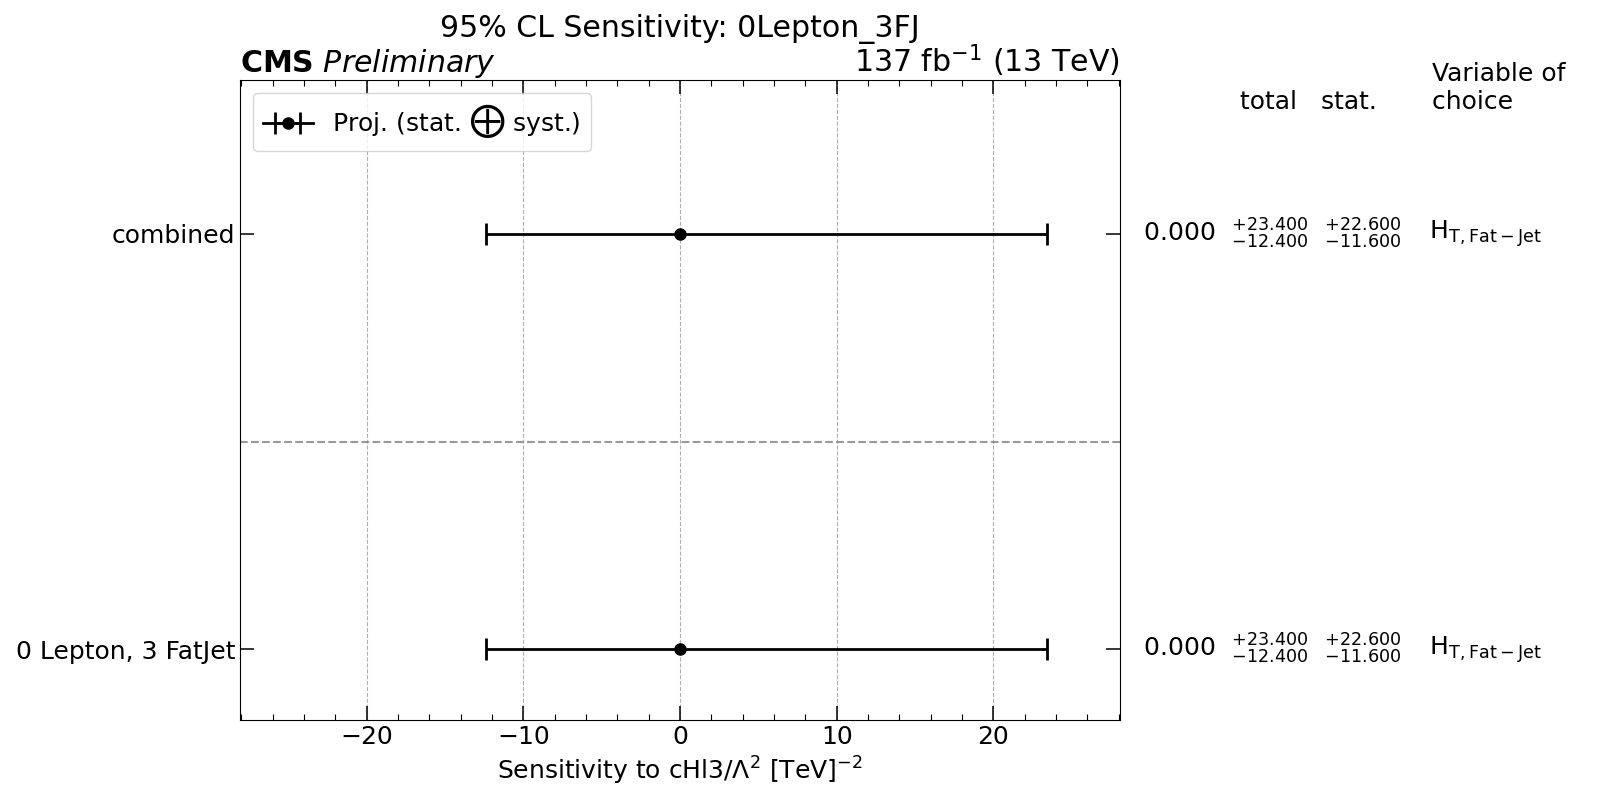 95% CL Sensitivity: 0Lepton_3FJ
CMS Preliminary 137 fb⁻¹ (13 TeV)
Variable of
total stat. choice
Proj. (stat. ⊕ syst.)
combined 0.000 +23.400 −12.400 +22.600 −11.600 H_{T, Fat−Jet}
0 Lepton, 3 FatJet 0.000 +23.400 −12.400 +22.600 −11.600 H_{T, Fat−Jet}
−20 −10 0 10 20
Sensitivity to cHl3/Λ² [TeV]⁻²